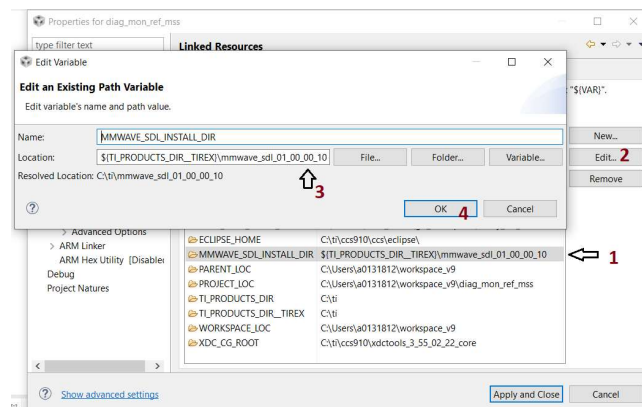 Properties for diag_mon_ref_mss
type filter text
Linked Resources
Edit Variable
Edit an Existing Path Variable
Edit variable's name and path value.
"${VAR}".
Name:
MMWAVE_SDL_INSTALL_DIR
New...
Location:
${TI_PRODUCTS_DIR__TIREX}\mmwave_sdl_01_00_00_10
File...
Folder...
Variable...
Edit... 2
Resolved Location: C:\ti\mmwave_sdl_01_00_00_10
3
Remove
OK 4
Cancel
Advanced Options
ARM Linker
ARM Hex Utility [Disabled
Debug
Project Natures
ECLIPSE_HOME C:\ti\ccs910\ccs\eclipse\
MMWAVE_SDL_INSTALL_DIR ${TI_PRODUCTS_DIR__TIREX}\mmwave_sdl_01_00_00_10
1
PARENT_LOC C:\Users\a0131812\workspace_v9
PROJECT_LOC C:\Users\a0131812\workspace_v9\diag_mon_ref_mss
TI_PRODUCTS_DIR C:\ti
TI_PRODUCTS_DIR__TIREX C:\ti
WORKSPACE_LOC C:\Users\a0131812\workspace_v9
XDC_CG_ROOT C:\ti\ccs910\xdctools_3_55_02_22_core
Show advanced settings
Apply and Close
Cancel